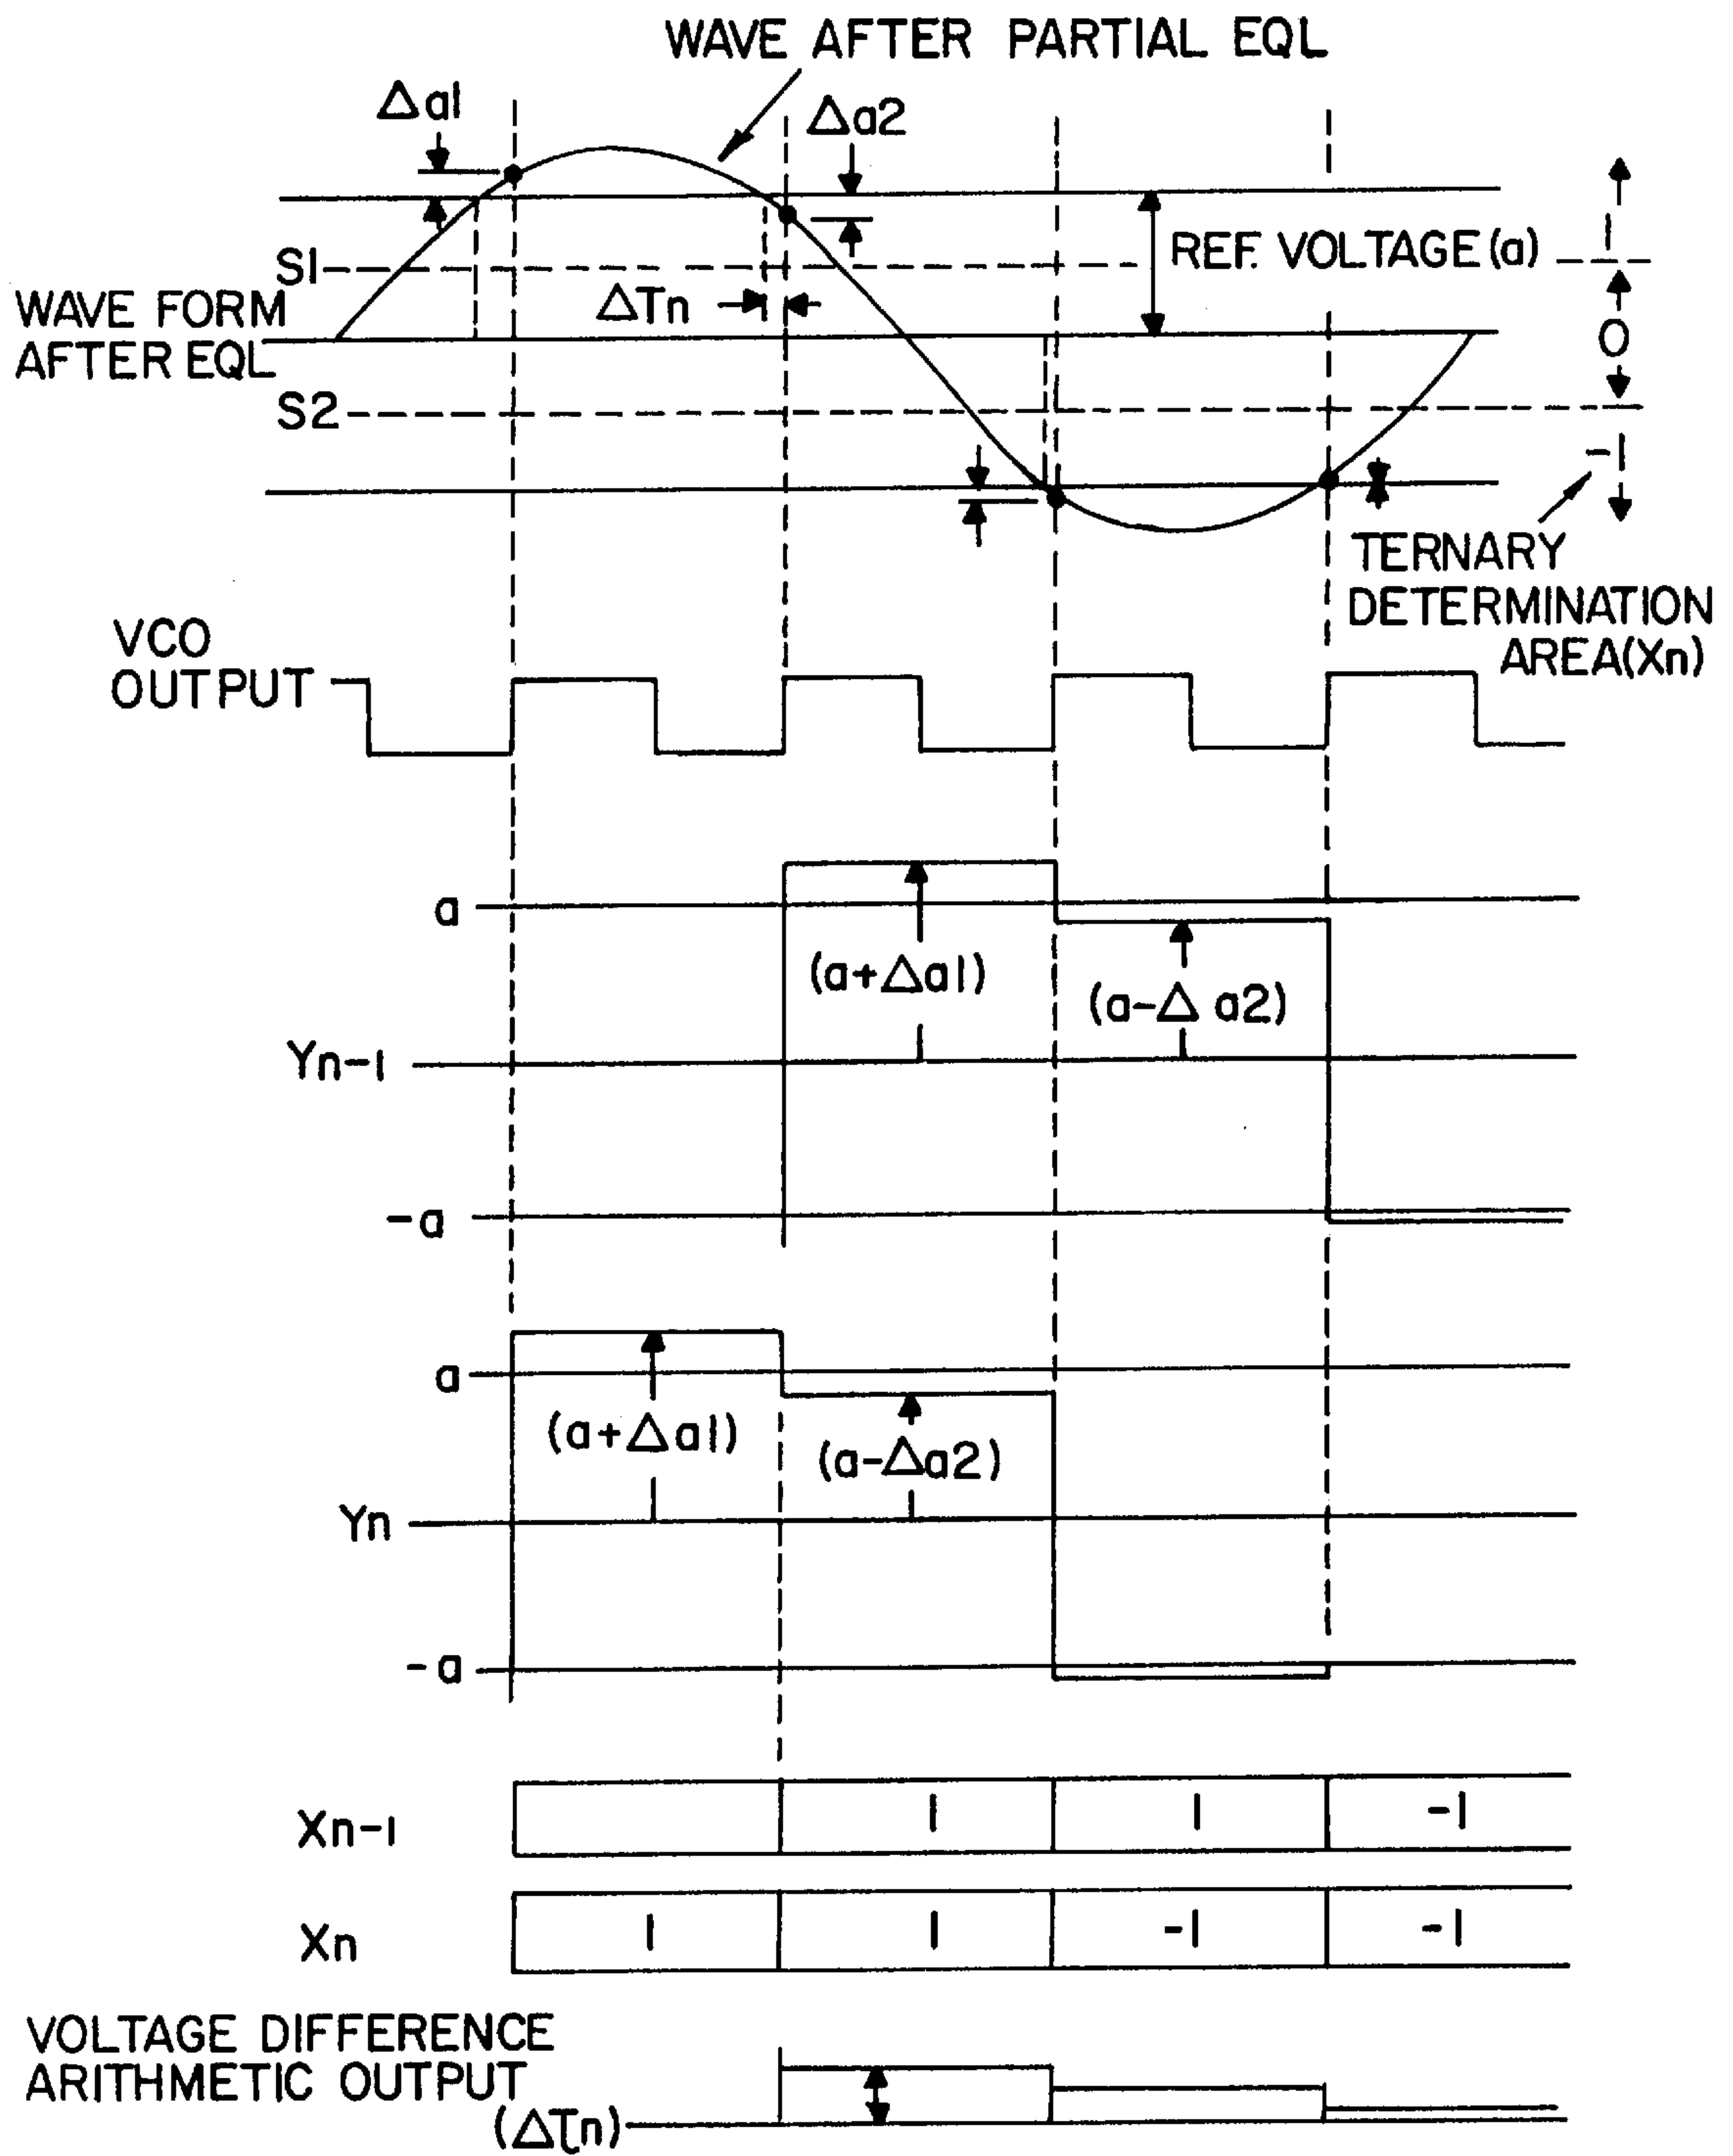 WAVE AFTER PARTIAL EQL
Δa1
Δa2
S1
REF. VOLTAGE (a)
1
WAVE FORM
AFTER EQL
ΔTn
0
S2
-1
TERNARY
DETERMINATION
AREA(Xn)
VCO
OUTPUT
a
(a+Δa1)
(a-Δ a2)
Yn-1
-a
a
(a+Δa1)
(a-Δa2)
Yn
-a
Xn-1
1
1
-1
Xn
1
1
-1
-1
VOLTAGE DIFFERENCE
ARITHMETIC OUTPUT
(Δτn)